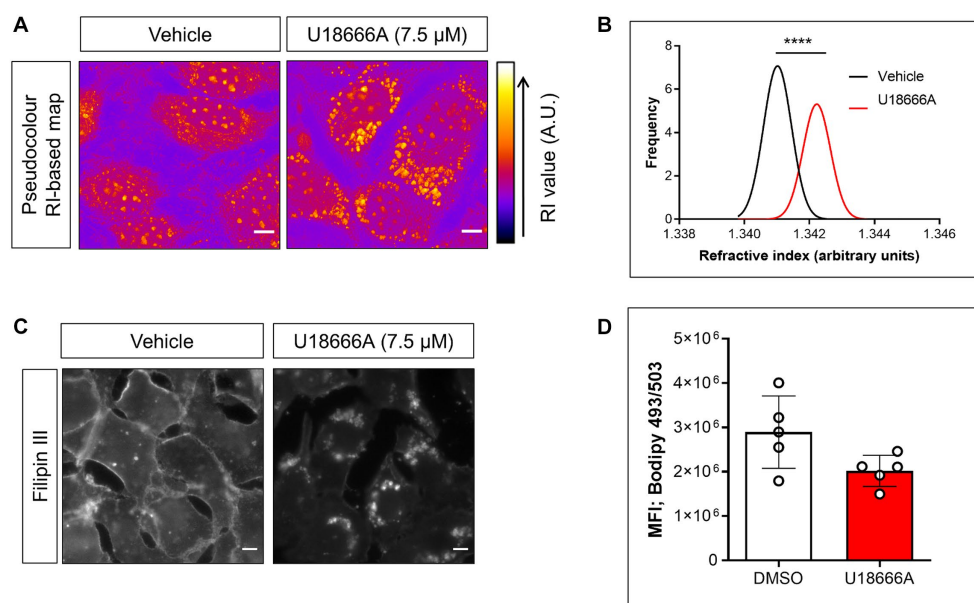 A
Vehicle
U18666A (7.5 µM)
Pseudocolour
RI-based map
RI value (A.U.)
B
****
Vehicle
U18666A
Frequency
8
6
4
2
0
1.338
1.340
1.342
1.344
1.346
Refractive index (arbitrary units)
C
Vehicle
U18666A (7.5 µM)
Filipin III
D
MFI; Bodipy 493/503
5×10⁶
4×10⁶
3×10⁶
2×10⁶
1×10⁶
0
DMSO
U18666A